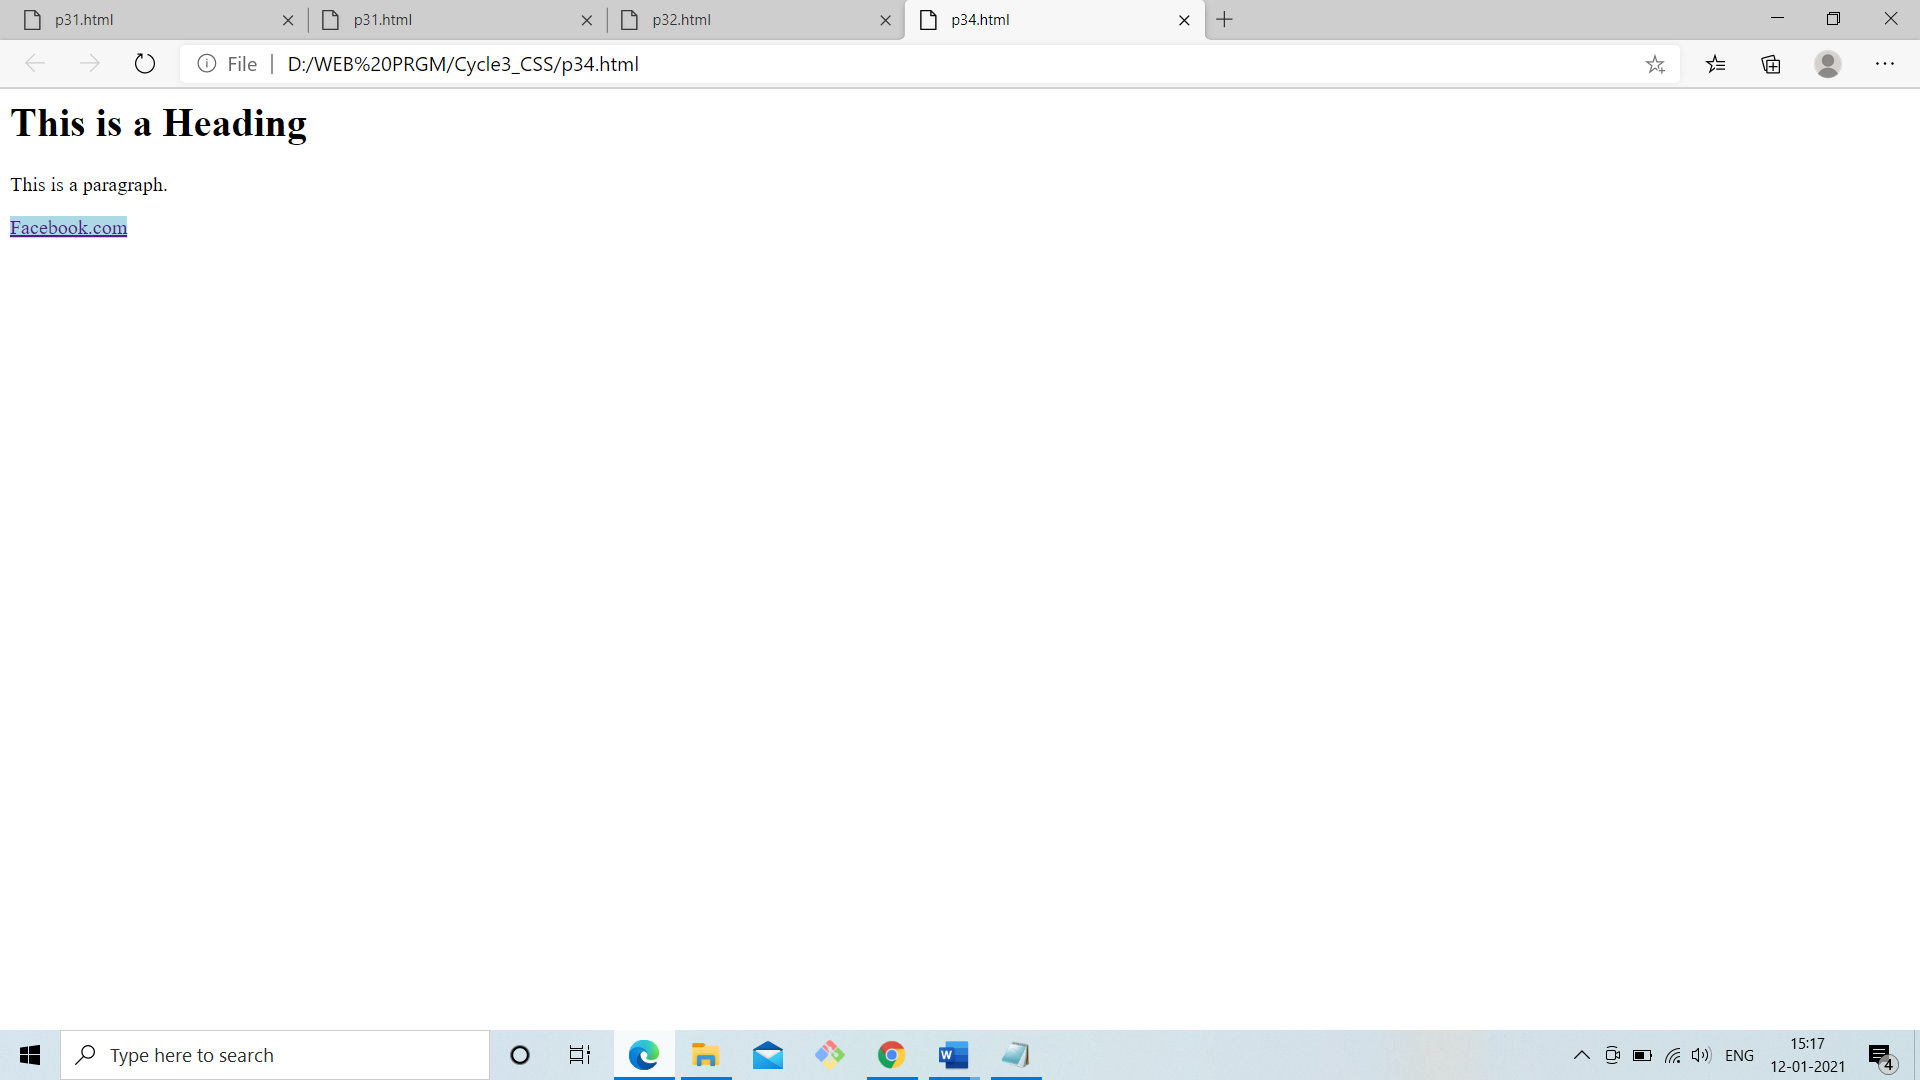 p31.html
p31.html
p32.html
p34.html
File
D:/WEB%20PRGM/Cycle3_CSS/p34.html
This is a Heading
This is a paragraph.
Facebook.com
Type here to search
W
ENG
15:17
12-01-2021
4